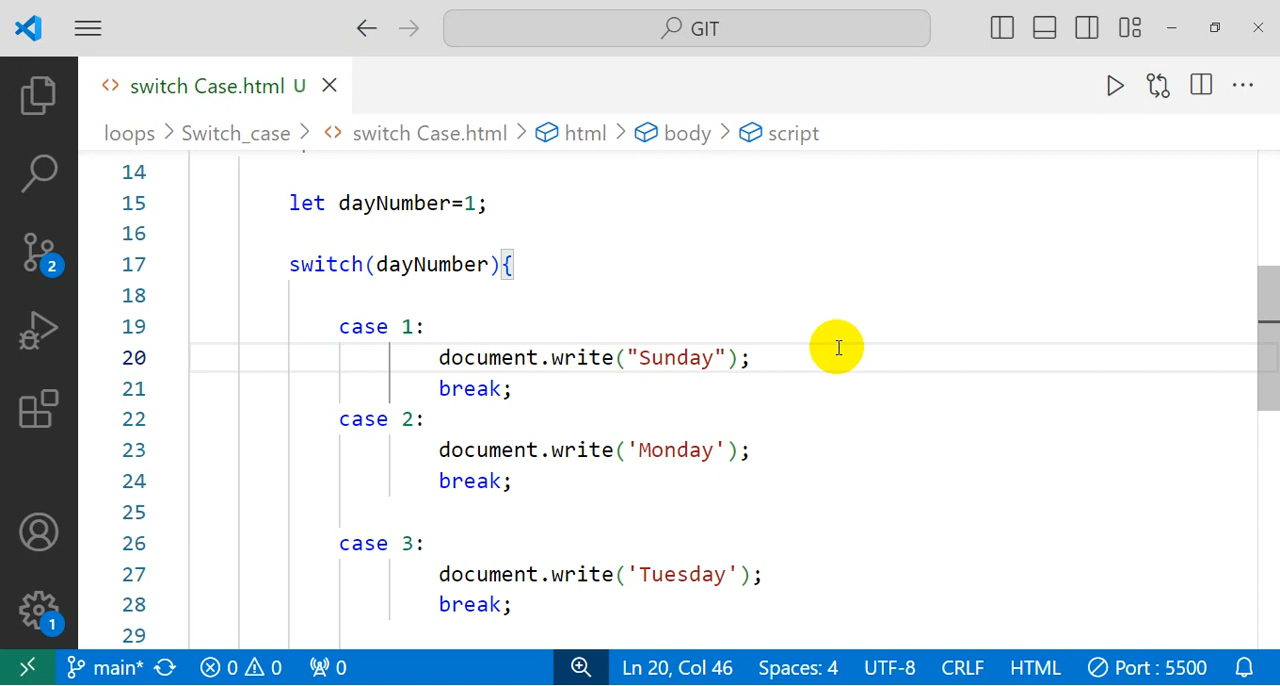 GIT
switch Case.html U
loops > Switch_case > switch Case.html > html > body > script
14
15 let dayNumber=1;
16
17 switch(dayNumber){
18
19 case 1:
20 document.write("Sunday");
21 break;
22 case 2:
23 document.write('Monday');
24 break;
25
26 case 3:
27 document.write('Tuesday');
28 break;
29
2
1
main* 0 0 0 Ln 20, Col 46 Spaces: 4 UTF-8 CRLF HTML Port : 5500